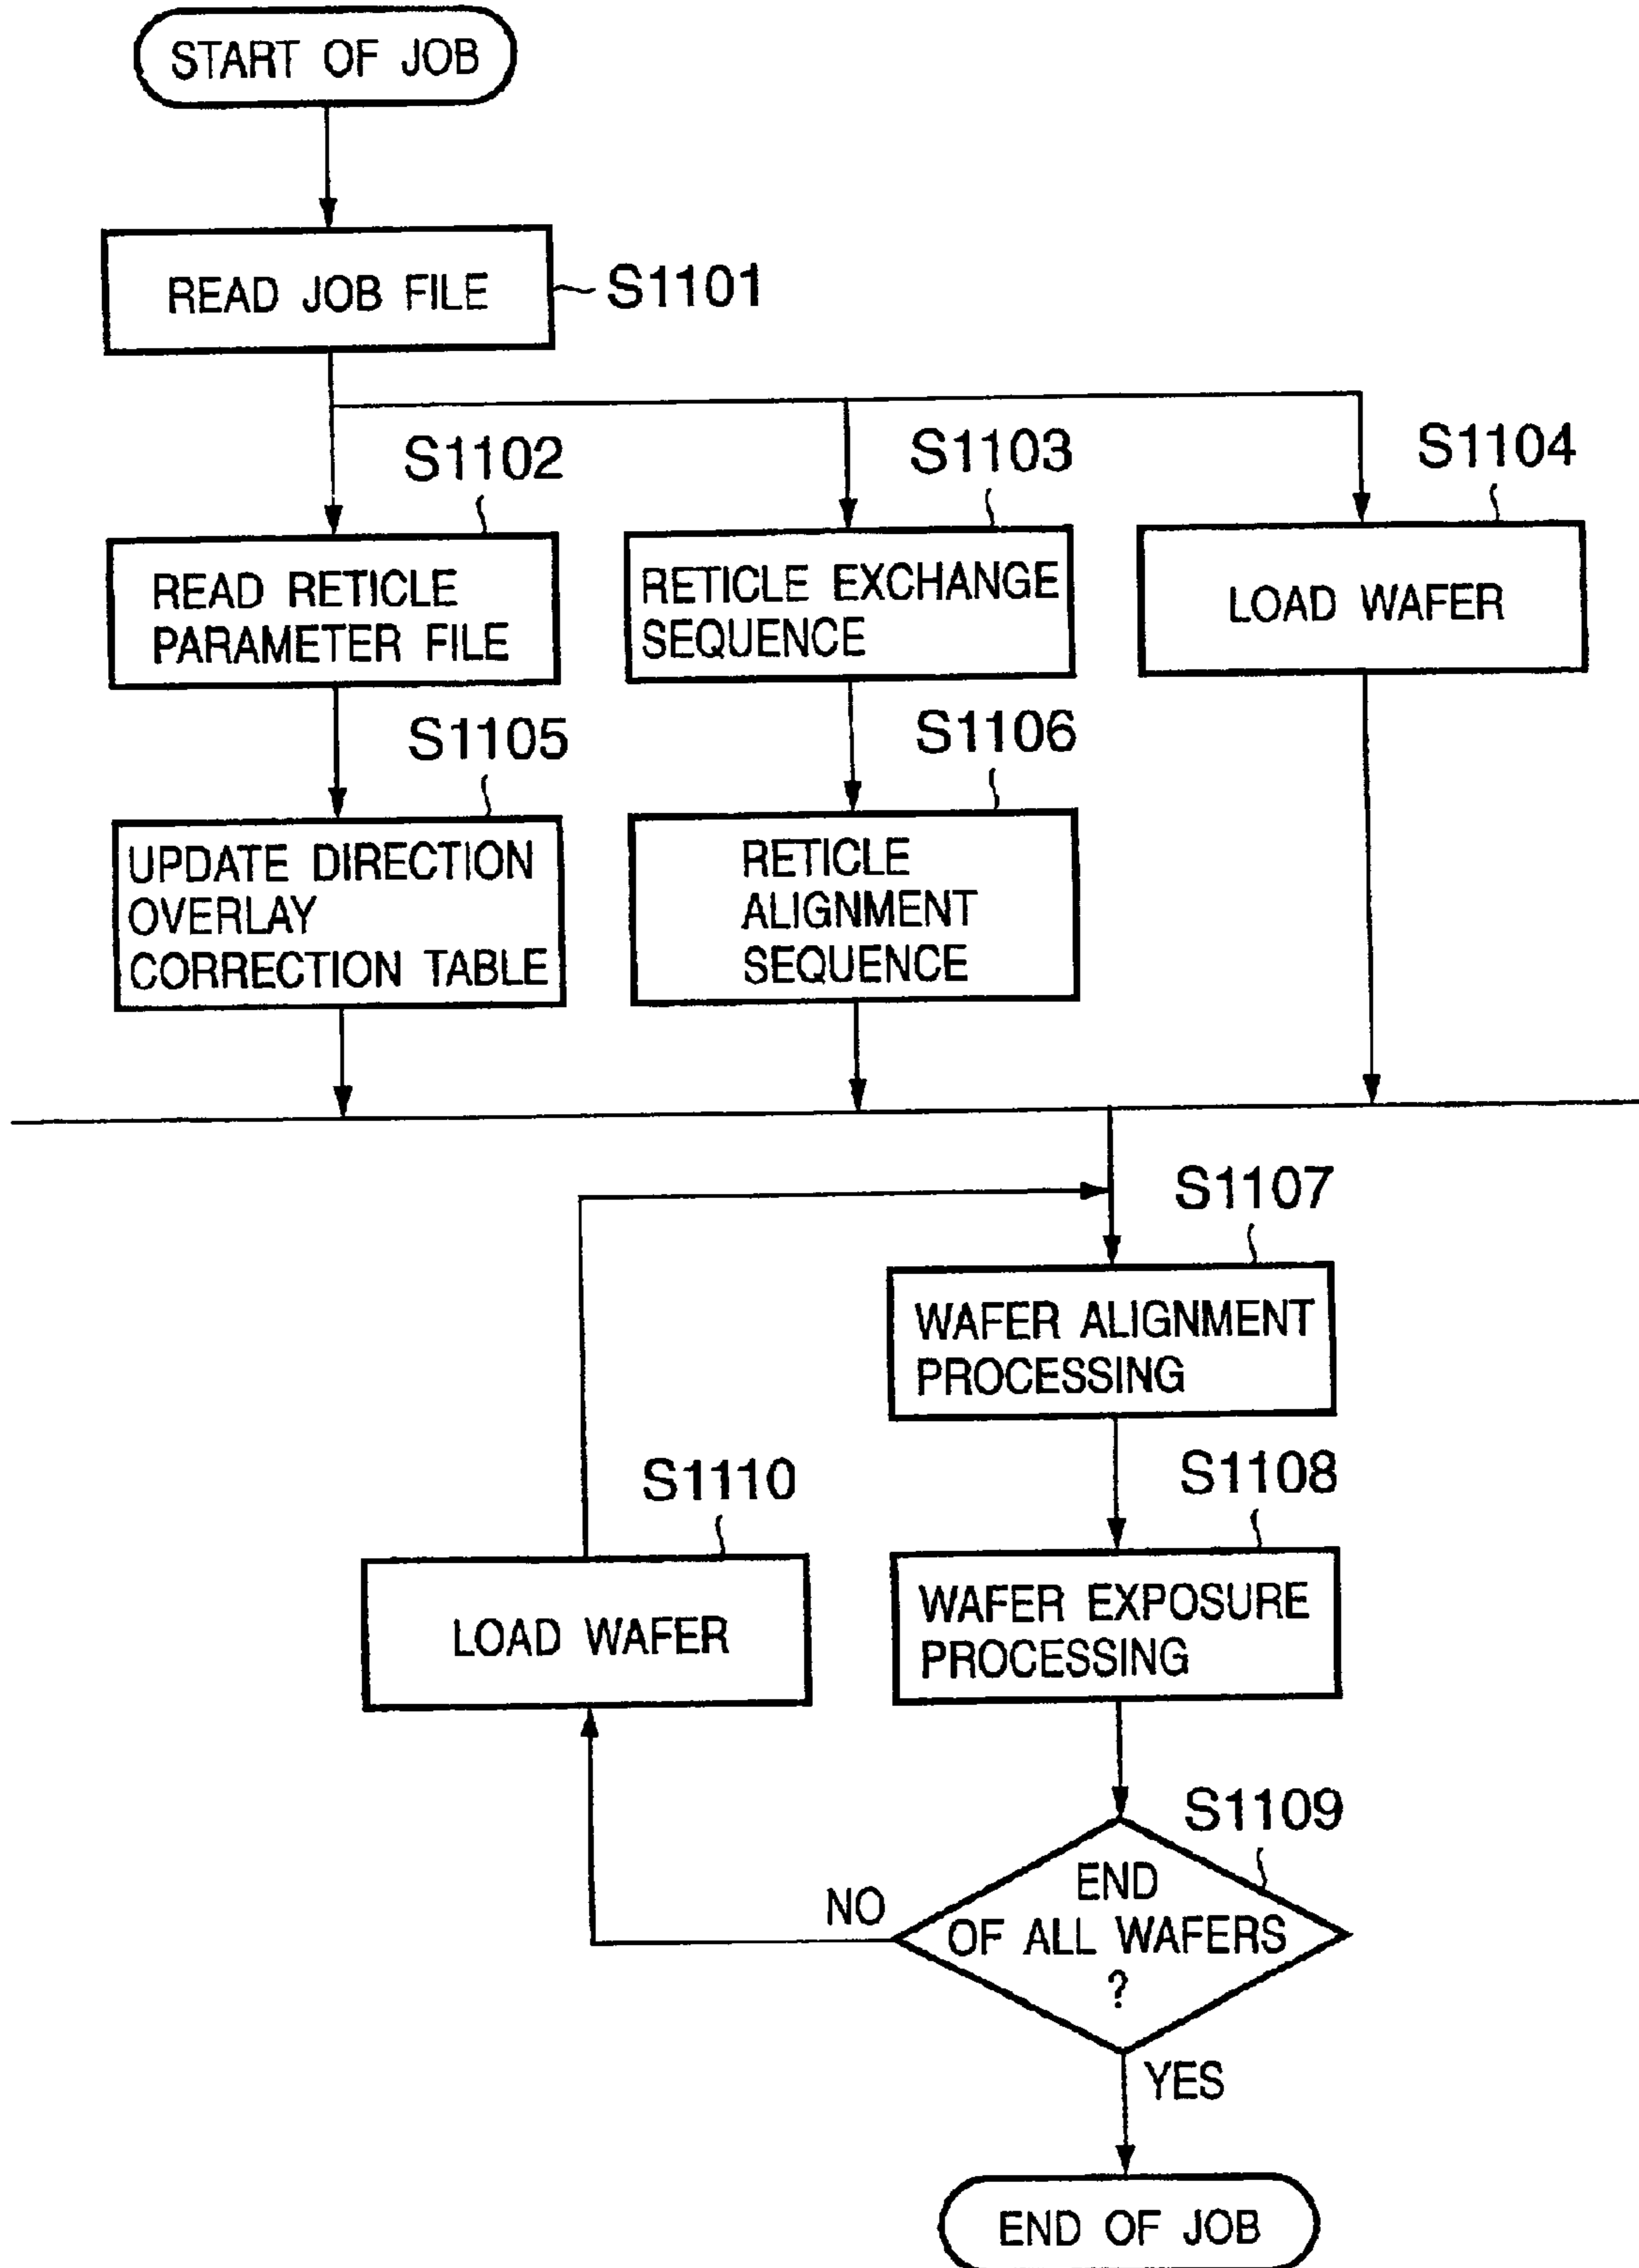 START OF JOB
READ JOB FILE
S1101
S1102
S1103
S1104
READ RETICLE
PARAMETER FILE
RETICLE EXCHANGE
SEQUENCE
LOAD WAFER
S1105
S1106
UPDATE DIRECTION
OVERLAY
CORRECTION TABLE
RETICLE
ALIGNMENT
SEQUENCE
S1107
WAFER ALIGNMENT
PROCESSING
S1110
S1108
LOAD WAFER
WAFER EXPOSURE
PROCESSING
S1109
NO
END
OF ALL WAFERS
?
YES
END OF JOB